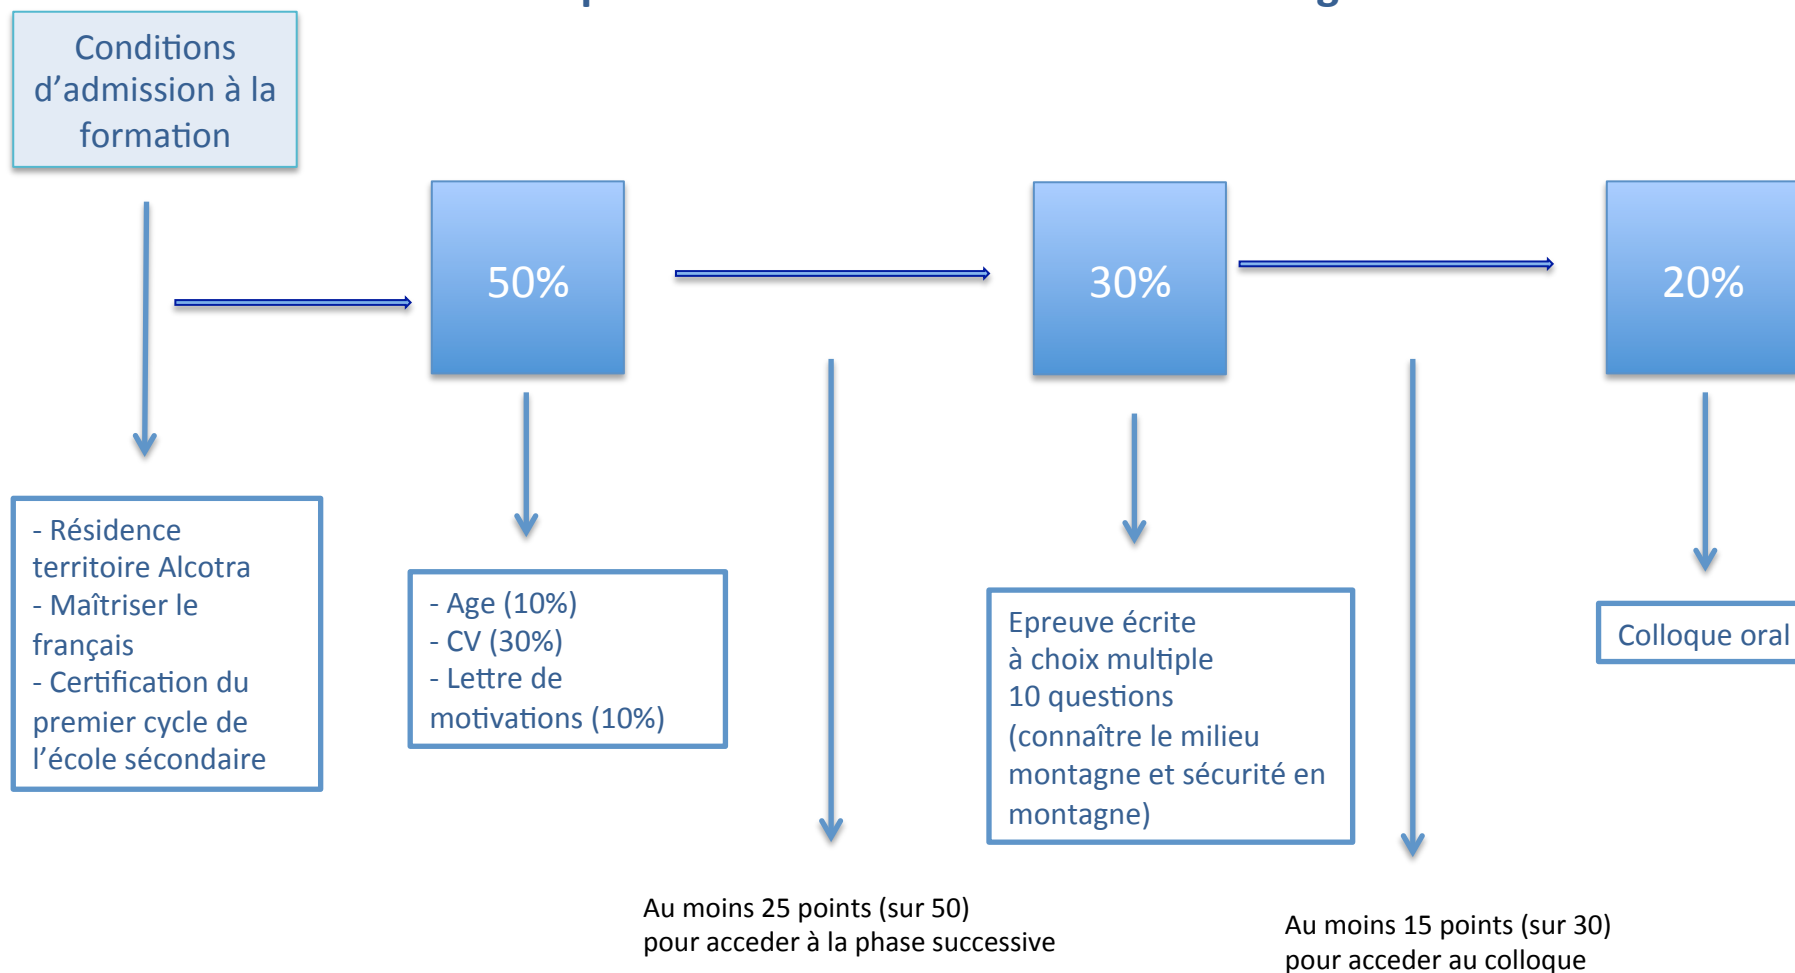 Conditions
d’admission à la
formation
50%
30%
20%
- Résidence
territoire Alcotra
- Maîtriser le
français
- Certification du
premier cycle de
l’école sécondaire
- Age (10%)
- CV (30%)
- Lettre de
motivations (10%)
Epreuve écrite
à choix multiple
10 questions
(connaître le milieu
montagne et sécurité en
montagne)
Colloque oral
Au moins 25 points (sur 50)
pour acceder à la phase successive
Au moins 15 points (sur 30)
pour acceder au colloque